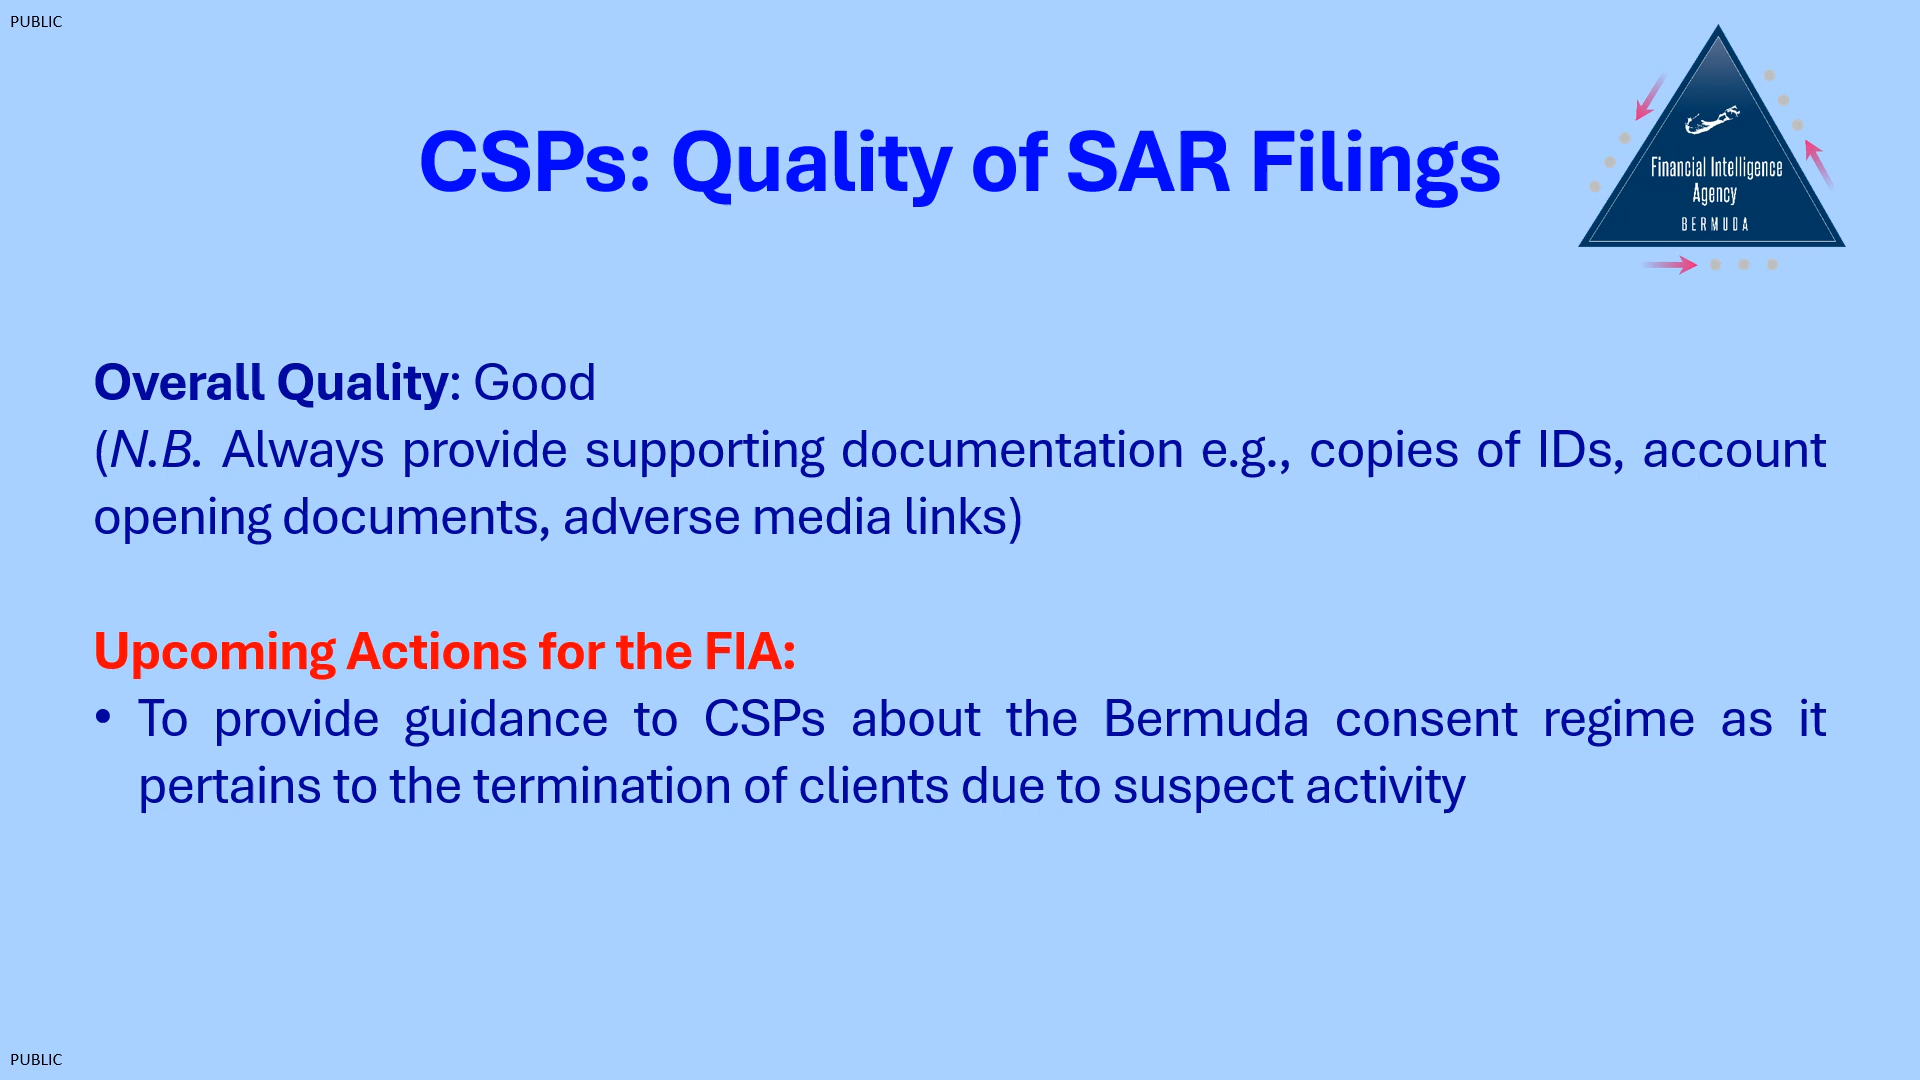 PUBLIC
CSPs: Quality of SAR Filings
Financial Intelligence
Agency
BERMUDA
Overall Quality: Good
(N.B. Always provide supporting documentation e.g., copies of IDs, account
opening documents, adverse media links)
Upcoming Actions for the FIA:
• To provide guidance to CSPs about the Bermuda consent regime as it
pertains to the termination of clients due to suspect activity
PUBLIC